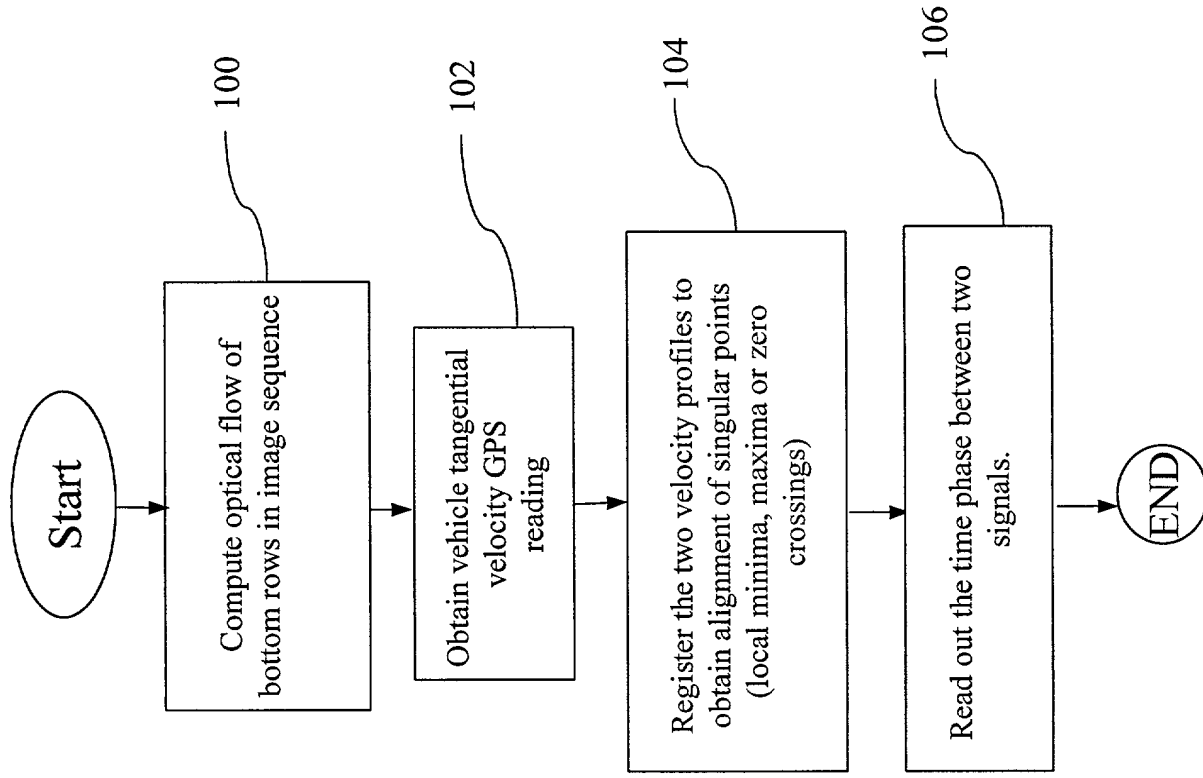 Start
Compute optical flow of
bottom rows in image sequence
100
Obtain vehicle tangential
velocity GPS
reading
102
Register the two velocity profiles to
obtain alignment of singular points
(local minima, maxima or zero
crossings)
104
Read out the time phase between two
signals.
106
END